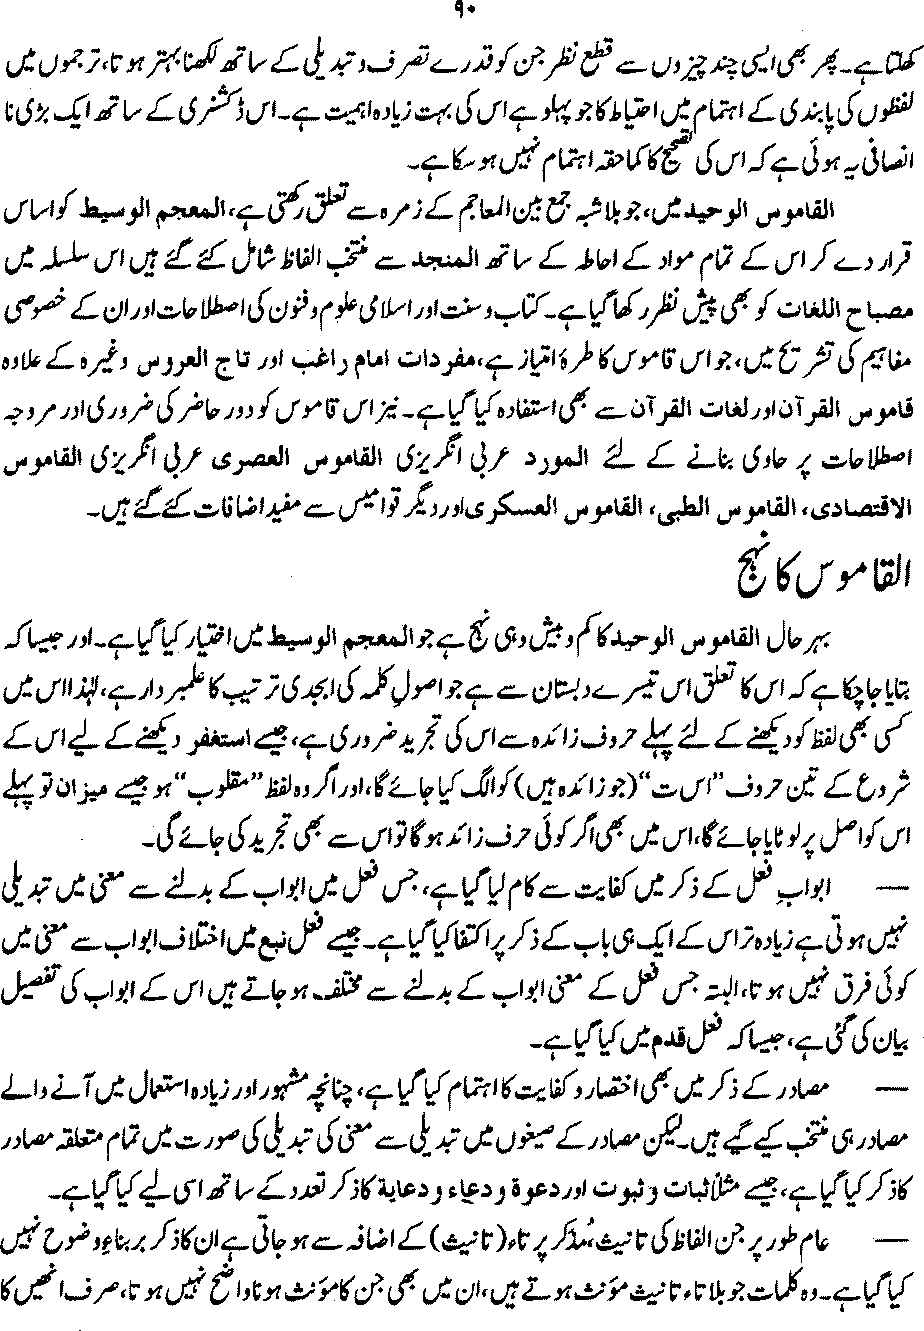 ۹۰
کھلتا ہے۔ پھر بھی ایسی چند چیزوں سے قطع نظر جن کو قدرے تصرف و تبدیلی کے ساتھ لکھنا بہتر ہوتا، ترجموں میں
لفظوں کی پابندی کے اہتمام میں احتیاط کا جو پہلو ہے اس کی بہت زیادہ اہمیت ہے۔ اس ڈکشنری کے ساتھ ایک بڑی نا
انصافی یہ ہوئی ہے کہ اس کی تصحیح کا کما حقہ اہتمام نہیں ہو سکا ہے۔
القاموس الوحید میں، جو بلاشبہ جمع بین المعاجم کے زمرہ سے تعلق رکھتی ہے، المعجم الوسیط کو اساس
قرار دے کر اس کے تمام مواد کے احاطہ کے ساتھ المنجد سے منتخب الفاظ شامل کئے گئے ہیں اس سلسلہ میں
مصباح اللغات کو بھی پیش نظر رکھا گیا ہے۔ کتاب و سنت اور اسلامی علوم و فنون کی اصطلاحات اور ان کے خصوصی
مفاہیم کی تشریح میں، جو اس قاموس کا طرۂ امتیاز ہے، مفردات امام راغب اور تاج العروس وغیرہ کے علاوہ
قاموس القرآن اور لغات القرآن سے بھی استفادہ کیا گیا ہے۔ نیز اس قاموس کو دور حاضر کی ضروری اور مروجہ
اصطلاحات پر حاوی بنانے کے لئے المورد عربی انگریزی القاموس العصری عربی انگریزی القاموس
الاقتصادی، القاموس الطبی، القاموس العسکری اور دیگر قوامیس سے مفید اضافات کئے گئے ہیں۔
القاموس کا نہج
بہر حال القاموس الوحید کا کم و بیش وہی نہج ہے جو المعجم الوسیط میں اختیار کیا گیا ہے۔ اور جیسا کہ
بتایا جا چکا ہے کہ اس کا تعلق اس تیسرے دبستان سے ہے جو اصولِ کلمہ کی ابجدی ترتیب کا علمبردار ہے، لہٰذا اس میں
کسی بھی لفظ کو دیکھنے کے لئے پہلے حروف زائدہ سے اس کی تجرید ضروری ہے، جیسے استغفر دیکھنے کے لیے اس کے
شروع کے تین حروف "اس ت" (جو زائدہ ہیں) کو الگ کیا جائے گا، اور اگر وہ لفظ "مقلوب" ہو جیسے میزان تو پہلے
اس کو اصل پر لوٹایا جائے گا، اس میں بھی اگر کوئی حرف زائد ہوگا تو اس سے بھی تجرید کی جائے گی۔
— ابواب فعل کے ذکر میں کفایت سے کام لیا گیا ہے، جس فعل میں ابواب کے بدلنے سے معنی میں تبدیلی
نہیں ہوتی ہے زیادہ تر اس کے ایک ہی باب کے ذکر پر اکتفا کیا گیا ہے۔ جیسے فعل نبع میں اختلاف ابواب سے معنی میں
کوئی فرق نہیں ہوتا، البتہ جس فعل کے معنی ابواب کے بدلنے سے مختلف ہو جاتے ہیں اس کے ابواب کی تفصیل
بیان کی گئی ہے، جیسا کہ فعل قدم میں کیا گیا ہے۔
— مصادر کے ذکر میں بھی اختصار و کفایت کا اہتمام کیا گیا ہے، چنانچہ مشہور اور زیادہ استعمال میں آنے والے
مصادر ہی منتخب کیے گیے ہیں۔ لیکن مصادر کے صیغوں میں تبدیلی سے معنی کی تبدیلی کی صورت میں تمام متعلقہ مصادر
کا ذکر کیا گیا ہے، جیسے مثلاً ثبات و ثبوت اور دعوۃ و دعاء و دعایة کا ذکر تعدد کے ساتھ اسی لیے کیا گیا ہے۔
— عام طور پر جن الفاظ کی تانیث، مُذکر پر تاء (تانیث) کے اضافہ سے ہو جاتی ہے ان کا ذکر بربناءِ وضوح نہیں
کیا گیا ہے۔ وہ کلمات جو بلا تاء تانیث مؤنث ہوتے ہیں، ان میں بھی جن کا مؤنث ہونا واضح نہیں ہوتا، صرف انھیں کا